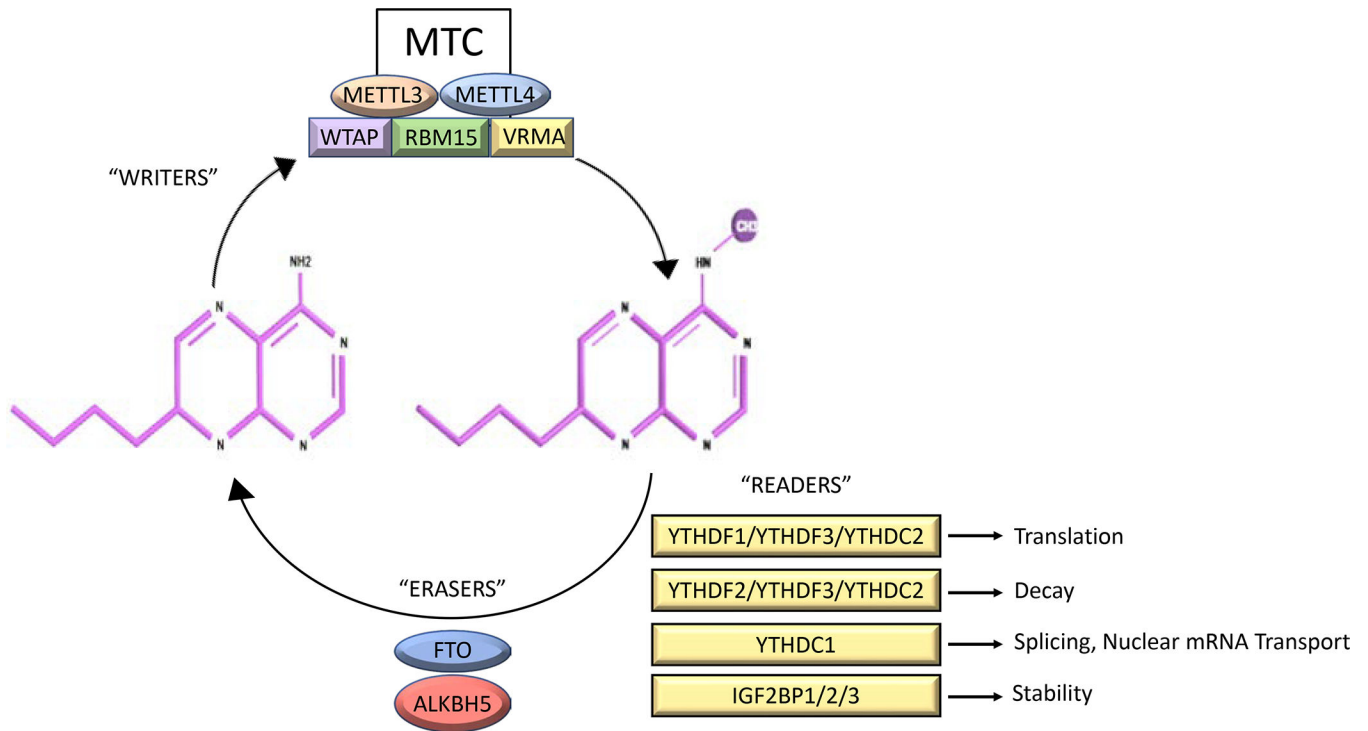 MTC
METTL3
METTL4
WTAP
RBM15
VRMA
“WRITERS”
NH2
N
N
N
N
CH3
HN
N
N
N
N
“READERS”
YTHDF1/YTHDF3/YTHDC2
Translation
YTHDF2/YTHDF3/YTHDC2
Decay
YTHDC1
Splicing, Nuclear mRNA Transport
IGF2BP1/2/3
Stability
“ERASERS”
FTO
ALKBH5